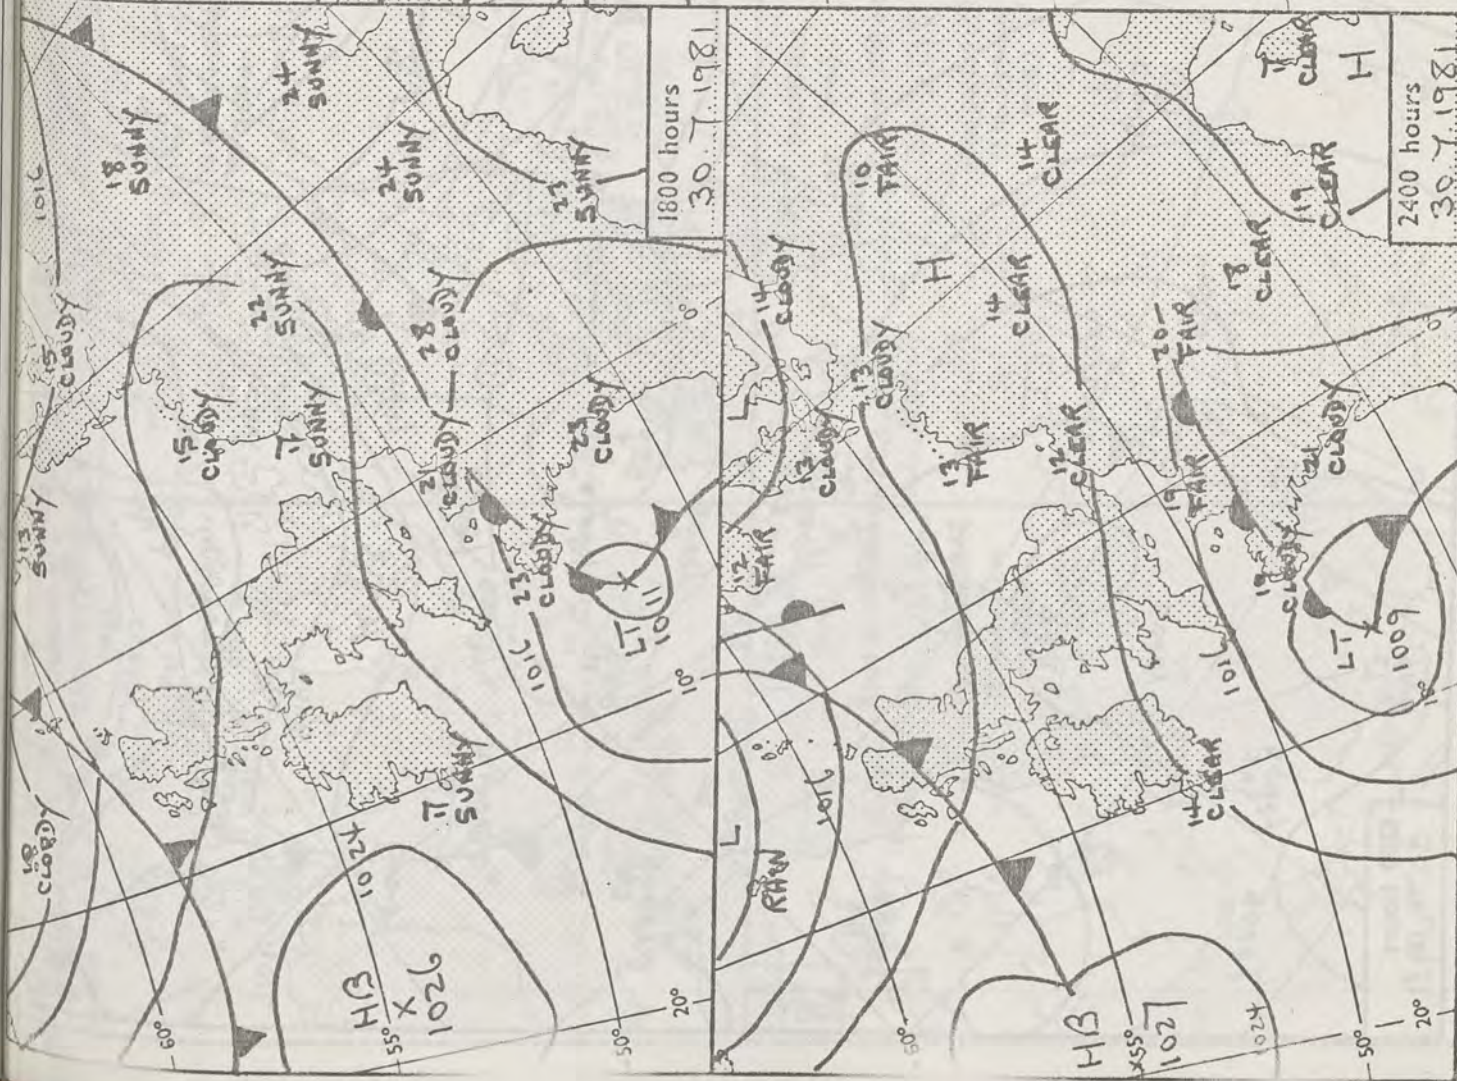 CLOUDY
13
SUNNY
1016
15
CLOUDY
18
SUNNY
60°
15
CLOUDY
22
SUNNY
24
SUNNY
17
SUNNY
1024
HB
X
1026
55°
24
SUNNY
17
SUNNY
21
CLOUDY
28
CLOUDY
1016
23
CLOUDY
23
SUNNY
23
CLOUDY
50°
LT
1011
20°
10°
0°
1800 hours
30.7.1981
L
RAIN
12
FAIR
L
14
CLOUDY
1016
13
CLOUDY
13
CLOUDY
10
FAIR
60°
H
13
FAIR
14
CLEAR
14
CLEAR
12
CLEAR
HB
x55°
1027
14
CLEAR
19
FAIR
20
FAIR
18
CLEAR
1024
1016
19
CLOUDY
19
CLEAR
17
CLEAR
H
21
CLOUDY
LT
1009
50°
20°
10°
0°
2400 hours
30.7.1981